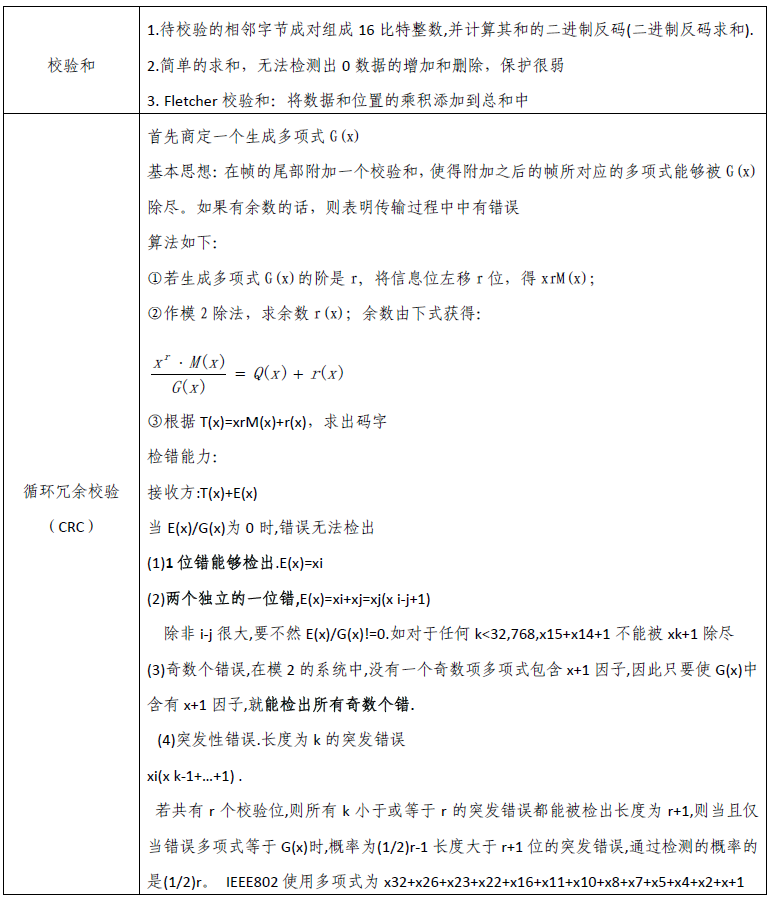 校验和
1.待校验的相邻字节成对组成 16 比特整数,并计算其和的二进制反码(二进制反码求和).
2.简单的求和，无法检测出 0 数据的增加和删除，保护很弱
3. Fletcher 校验和：将数据和位置的乘积添加到总和中
循环冗余校验
（CRC）
首先商定一个生成多项式 G(x)
基本思想：在帧的尾部附加一个校验和，使得附加之后的帧所对应的多项式能够被 G(x)
除尽。如果有余数的话，则表明传输过程中中有错误
算法如下：
①若生成多项式 G(x)的阶是 r，将信息位左移 r 位，得 xrM(x)；
②作模 2 除法，求余数 r(x)；余数由下式获得：
x^r · M(x) / G(x) = Q(x) + r(x)
③根据 T(x)=xrM(x)+r(x)，求出码字
检错能力：
接收方:T(x)+E(x)
当 E(x)/G(x)为 0 时,错误无法检出
(1)1 位错能够检出.E(x)=xi
(2)两个独立的一位错,E(x)=xi+xj=xj(x i-j+1)
除非 i-j 很大,要不然 E(x)/G(x)!=0.如对于任何 k<32,768,x15+x14+1 不能被 xk+1 除尽
(3)奇数个错误,在模 2 的系统中,没有一个奇数项多项式包含 x+1 因子,因此只要使 G(x)中
含有 x+1 因子,就能检出所有奇数个错.
(4)突发性错误.长度为 k 的突发错误
xi(x k-1+…+1) .
若共有 r 个校验位,则所有 k 小于或等于 r 的突发错误都能被检出长度为 r+1,则当且仅
当错误多项式等于 G(x)时,概率为(1/2)r-1 长度大于 r+1 位的突发错误,通过检测的概率的
是(1/2)r。 IEEE802 使用多项式为 x32+x26+x23+x22+x16+x11+x10+x8+x7+x5+x4+x2+x+1